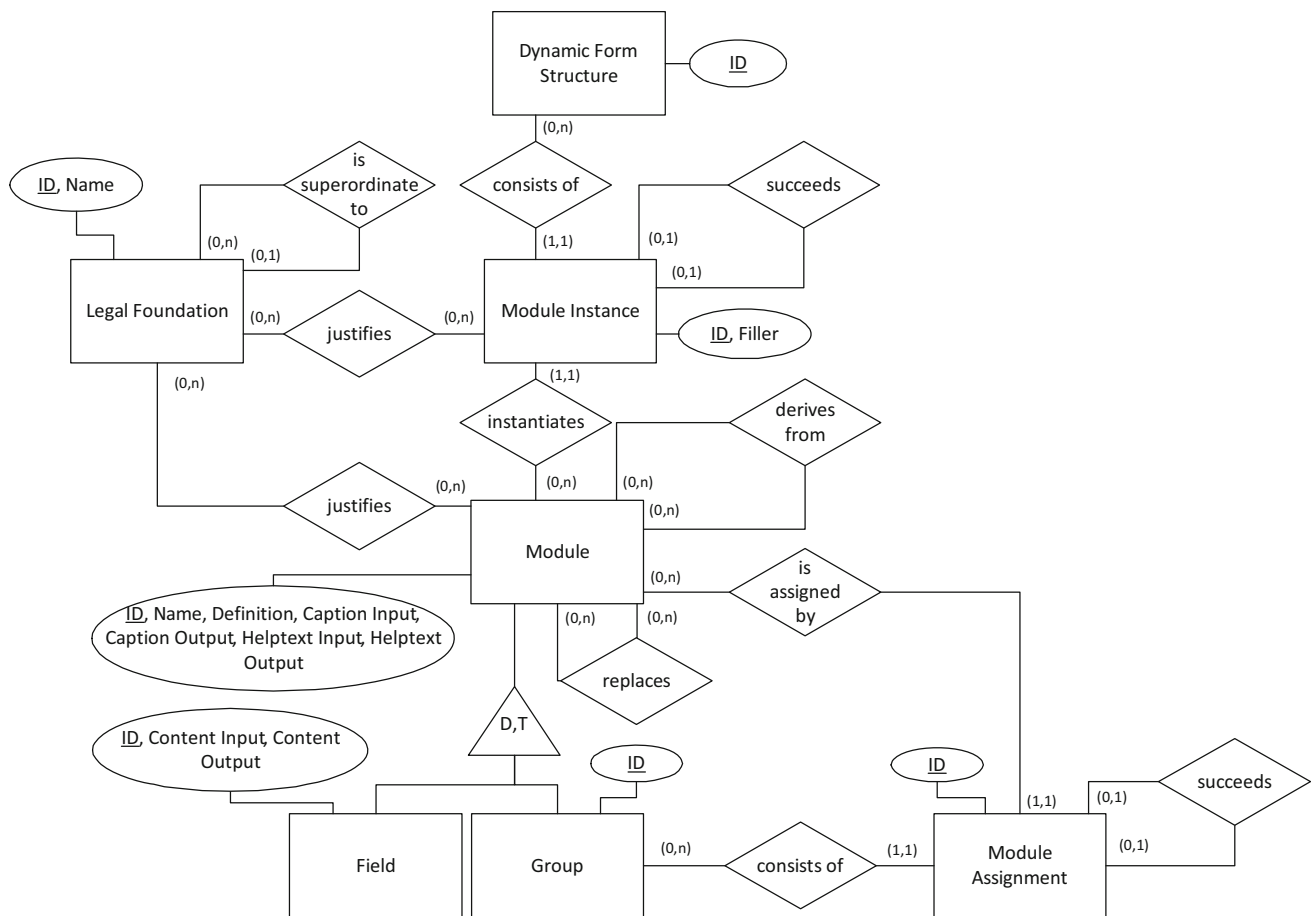 Dynamic Form
Structure
ID
(0,n)
is
superordinate
to
consists of
succeeds
ID, Name
(0,n)
(0,1)
(1,1)
(0,1)
(0,1)
Legal Foundation
(0,n)
justifies
(0,n)
Module Instance
ID, Filler
(0,n)
(1,1)
instantiates
derives
from
justifies
(0,n)
(0,n)
(0,n)
(0,n)
Module
(0,n)
is
assigned
by
ID, Name, Definition, Caption Input,
Caption Output, Helptext Input, Helptext
Output
(0,n)
(0,n)
replaces
D,T
ID, Content Input, Content
Output
ID
ID
succeeds
(1,1)
(0,1)
(0,1)
Field
Group
(0,n)
consists of
(1,1)
Module
Assignment